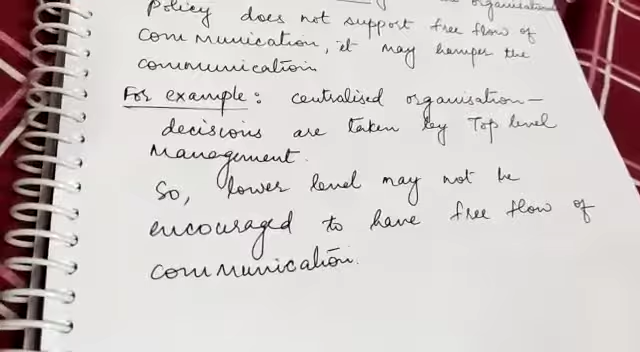 organisational
Policy does not support free flow of
communication, it may hamper the
communication.
For example: centralised organisation -
decisions are taken by Top level
Management.
So, lower level may not be
encouraged to have free flow of
communication.